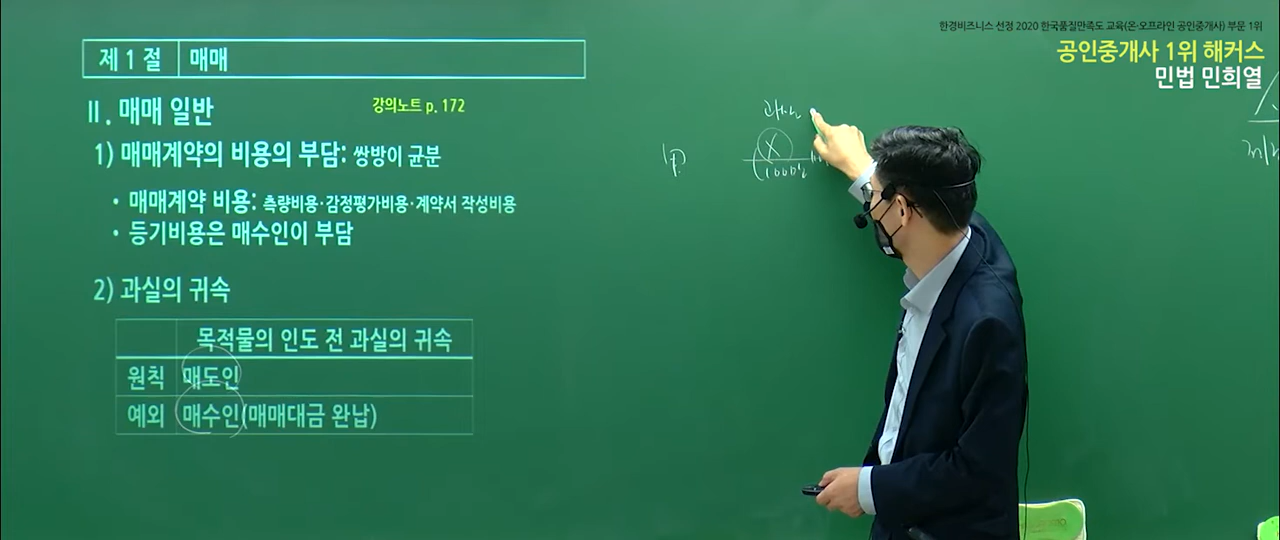 한경비즈니스 선정 2020 한국품질만족도 교육(온·오프라인 공인중개사) 부문 1위
공인중개사 1위 해커스
민법 민희열
제 1 절 매매
Ⅱ. 매매 일반 강의노트 p. 172
1) 매매계약의 비용의 부담: 쌍방이 균분
· 매매계약 비용: 측량비용·감정평가비용·계약서 작성비용
· 등기비용은 매수인이 부담
2) 과실의 귀속
목적물의 인도 전 과실의 귀속
원칙 매도인
예외 매수인(매매대금 완납)
과실
X